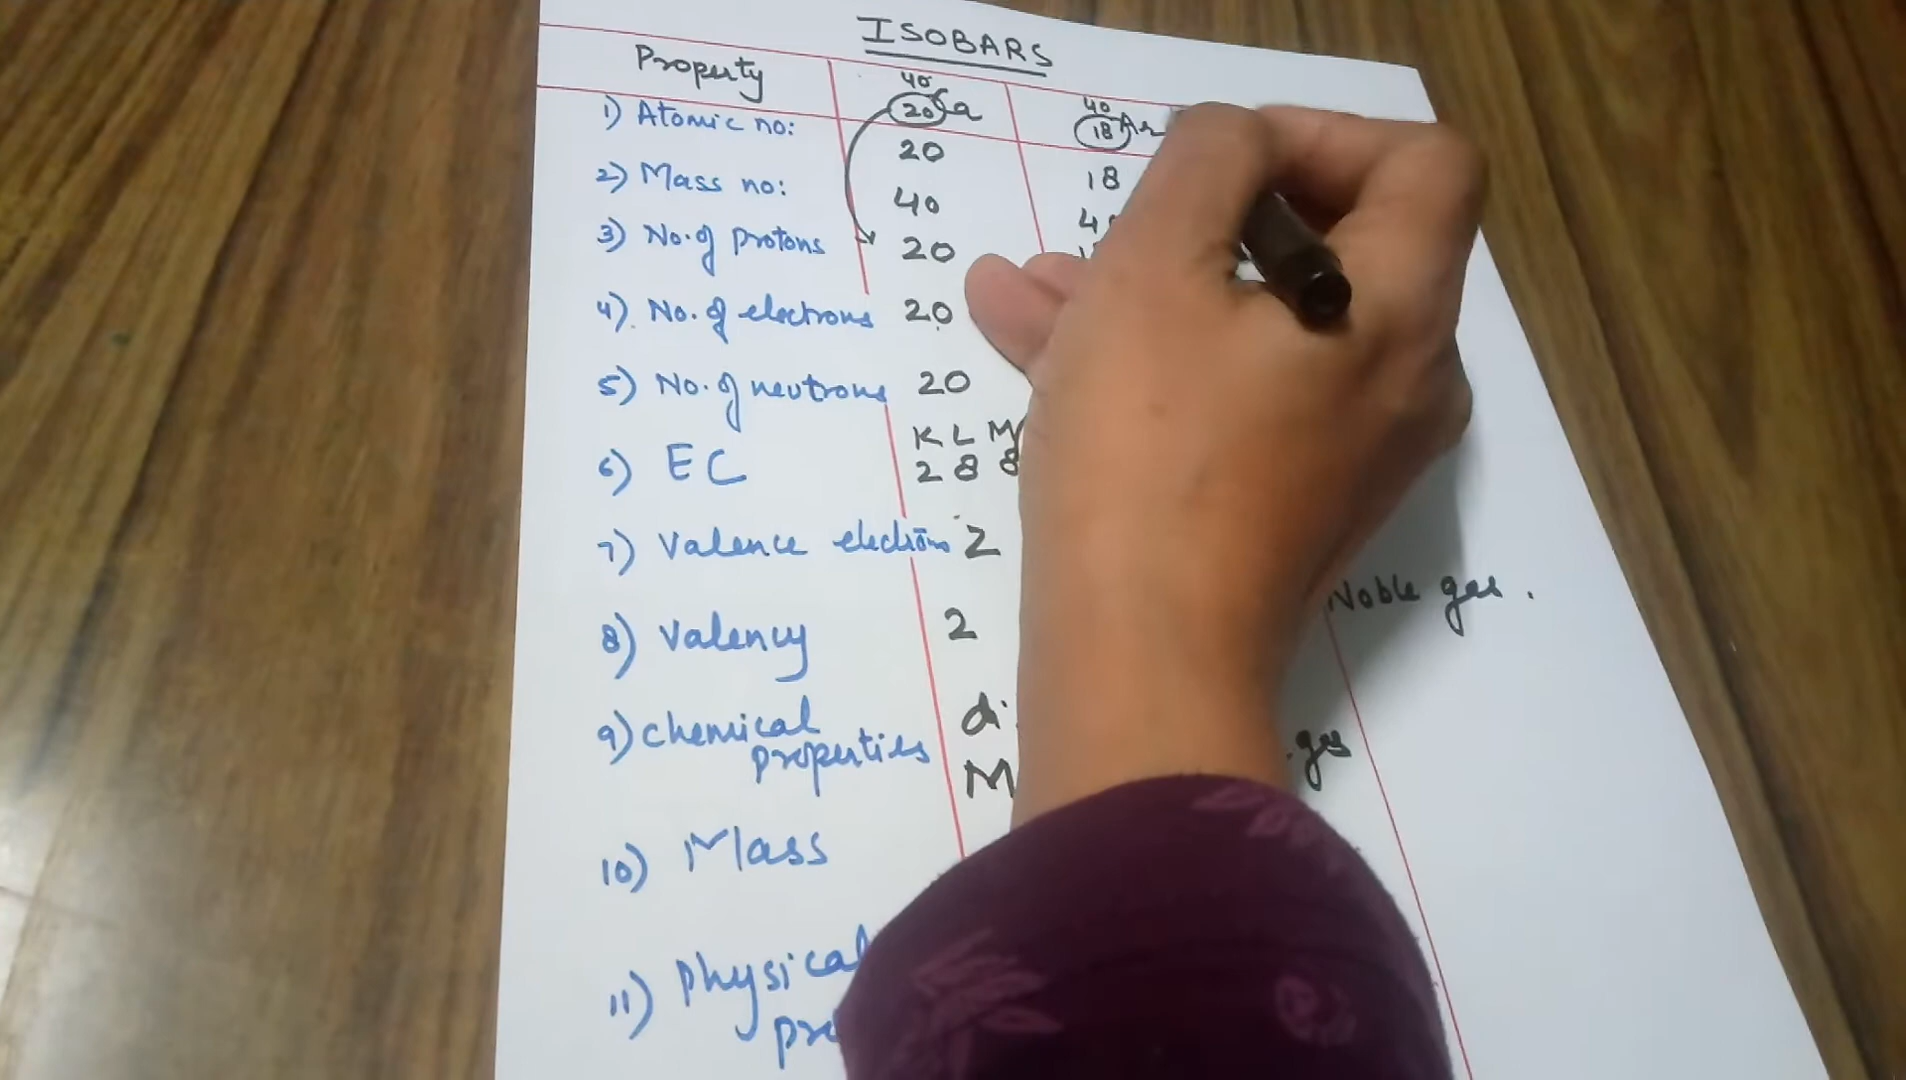 ISOBARS
Property
40
20 Ca
40
18 Ar
1) Atomic no:
20
18
2) Mass no:
40
3) No. of protons
20
4) No. of electrons
20
5) No. of neutrons
20
6) EC
K L M
2 8 8
7) Valence electrons
2
8) Valency
2
Noble gas.
9) chemical
properties
gas
10) Mass
11) Physical